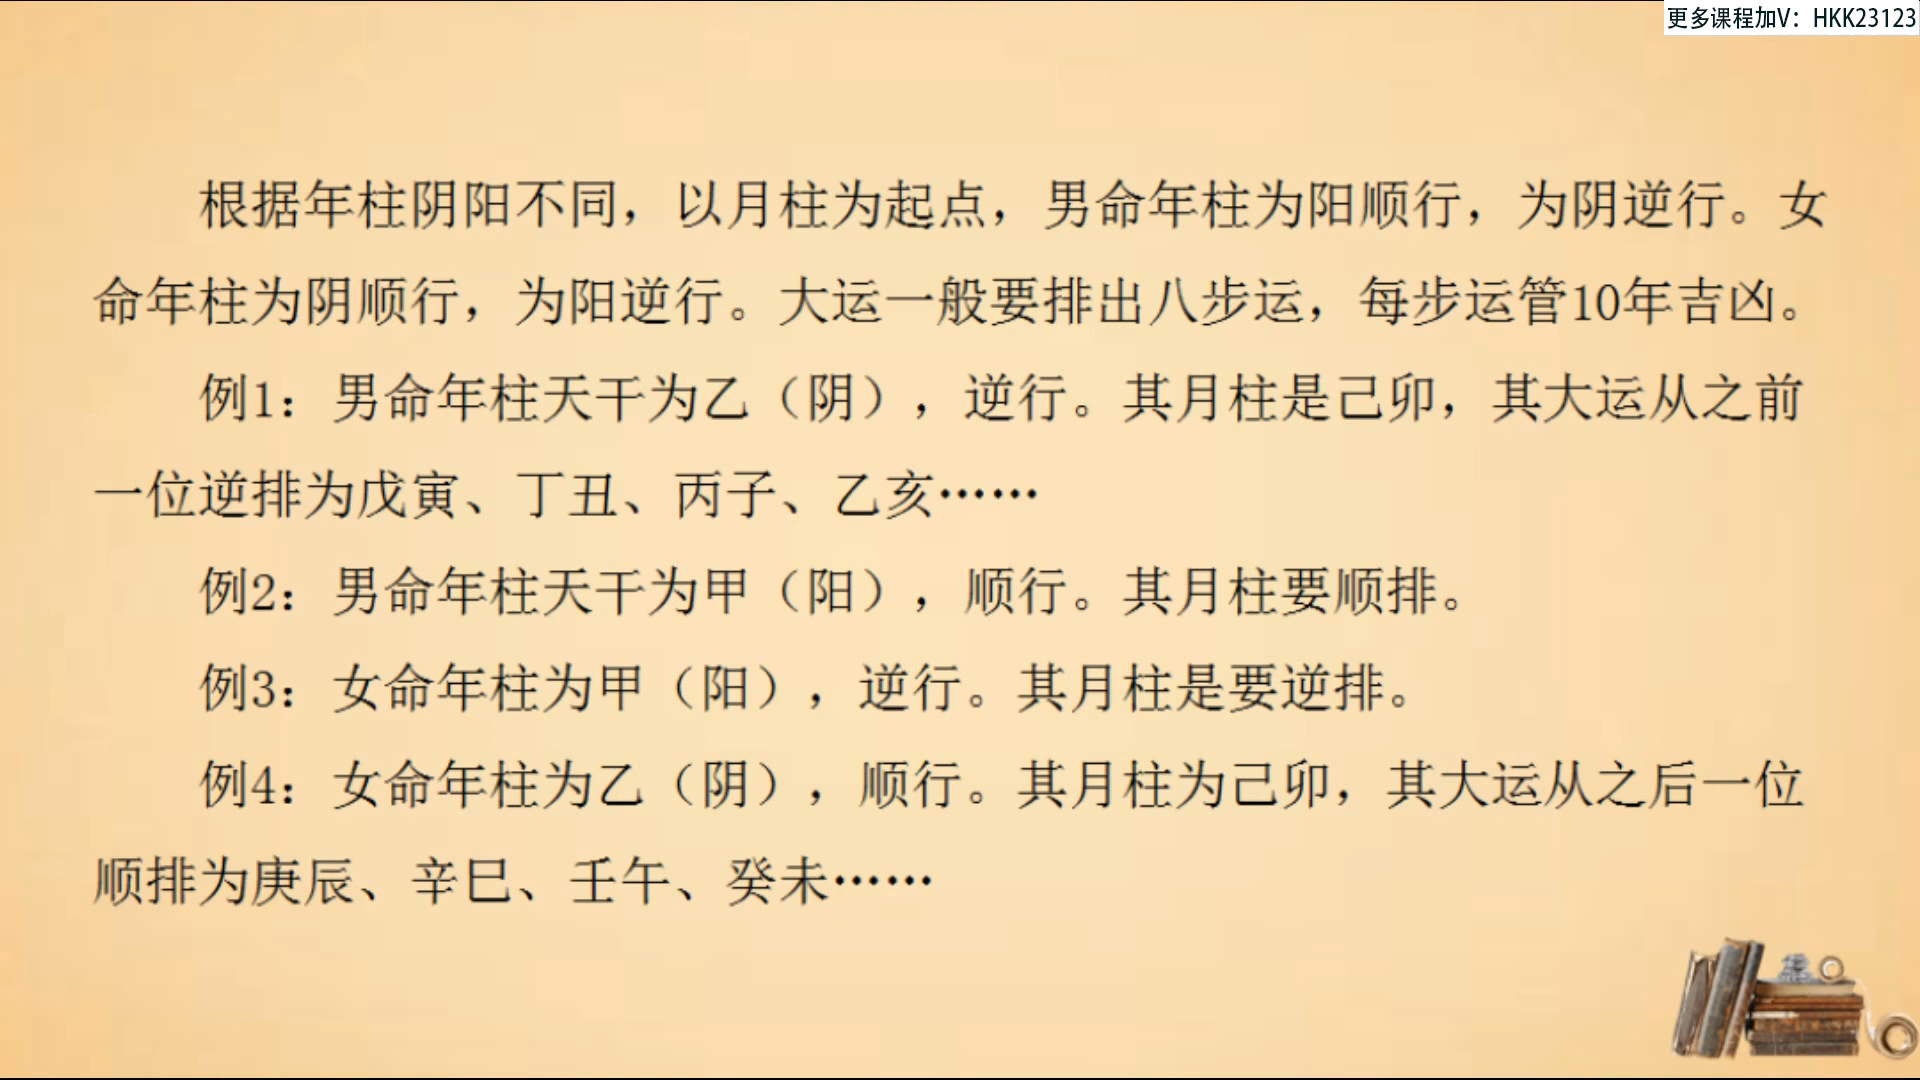 更多课程加V：HKK23123
根据年柱阴阳不同，以月柱为起点，男命年柱为阳顺行，为阴逆行。女
命年柱为阴顺行，为阳逆行。大运一般要排出八步运，每步运管10年吉凶。
例1：男命年柱天干为乙（阴），逆行。其月柱是己卯，其大运从之前
一位逆排为戊寅、丁丑、丙子、乙亥……
例2：男命年柱天干为甲（阳），顺行。其月柱要顺排。
例3：女命年柱为甲（阳），逆行。其月柱是要逆排。
例4：女命年柱为乙（阴），顺行。其月柱为己卯，其大运从之后一位
顺排为庚辰、辛巳、壬午、癸未……